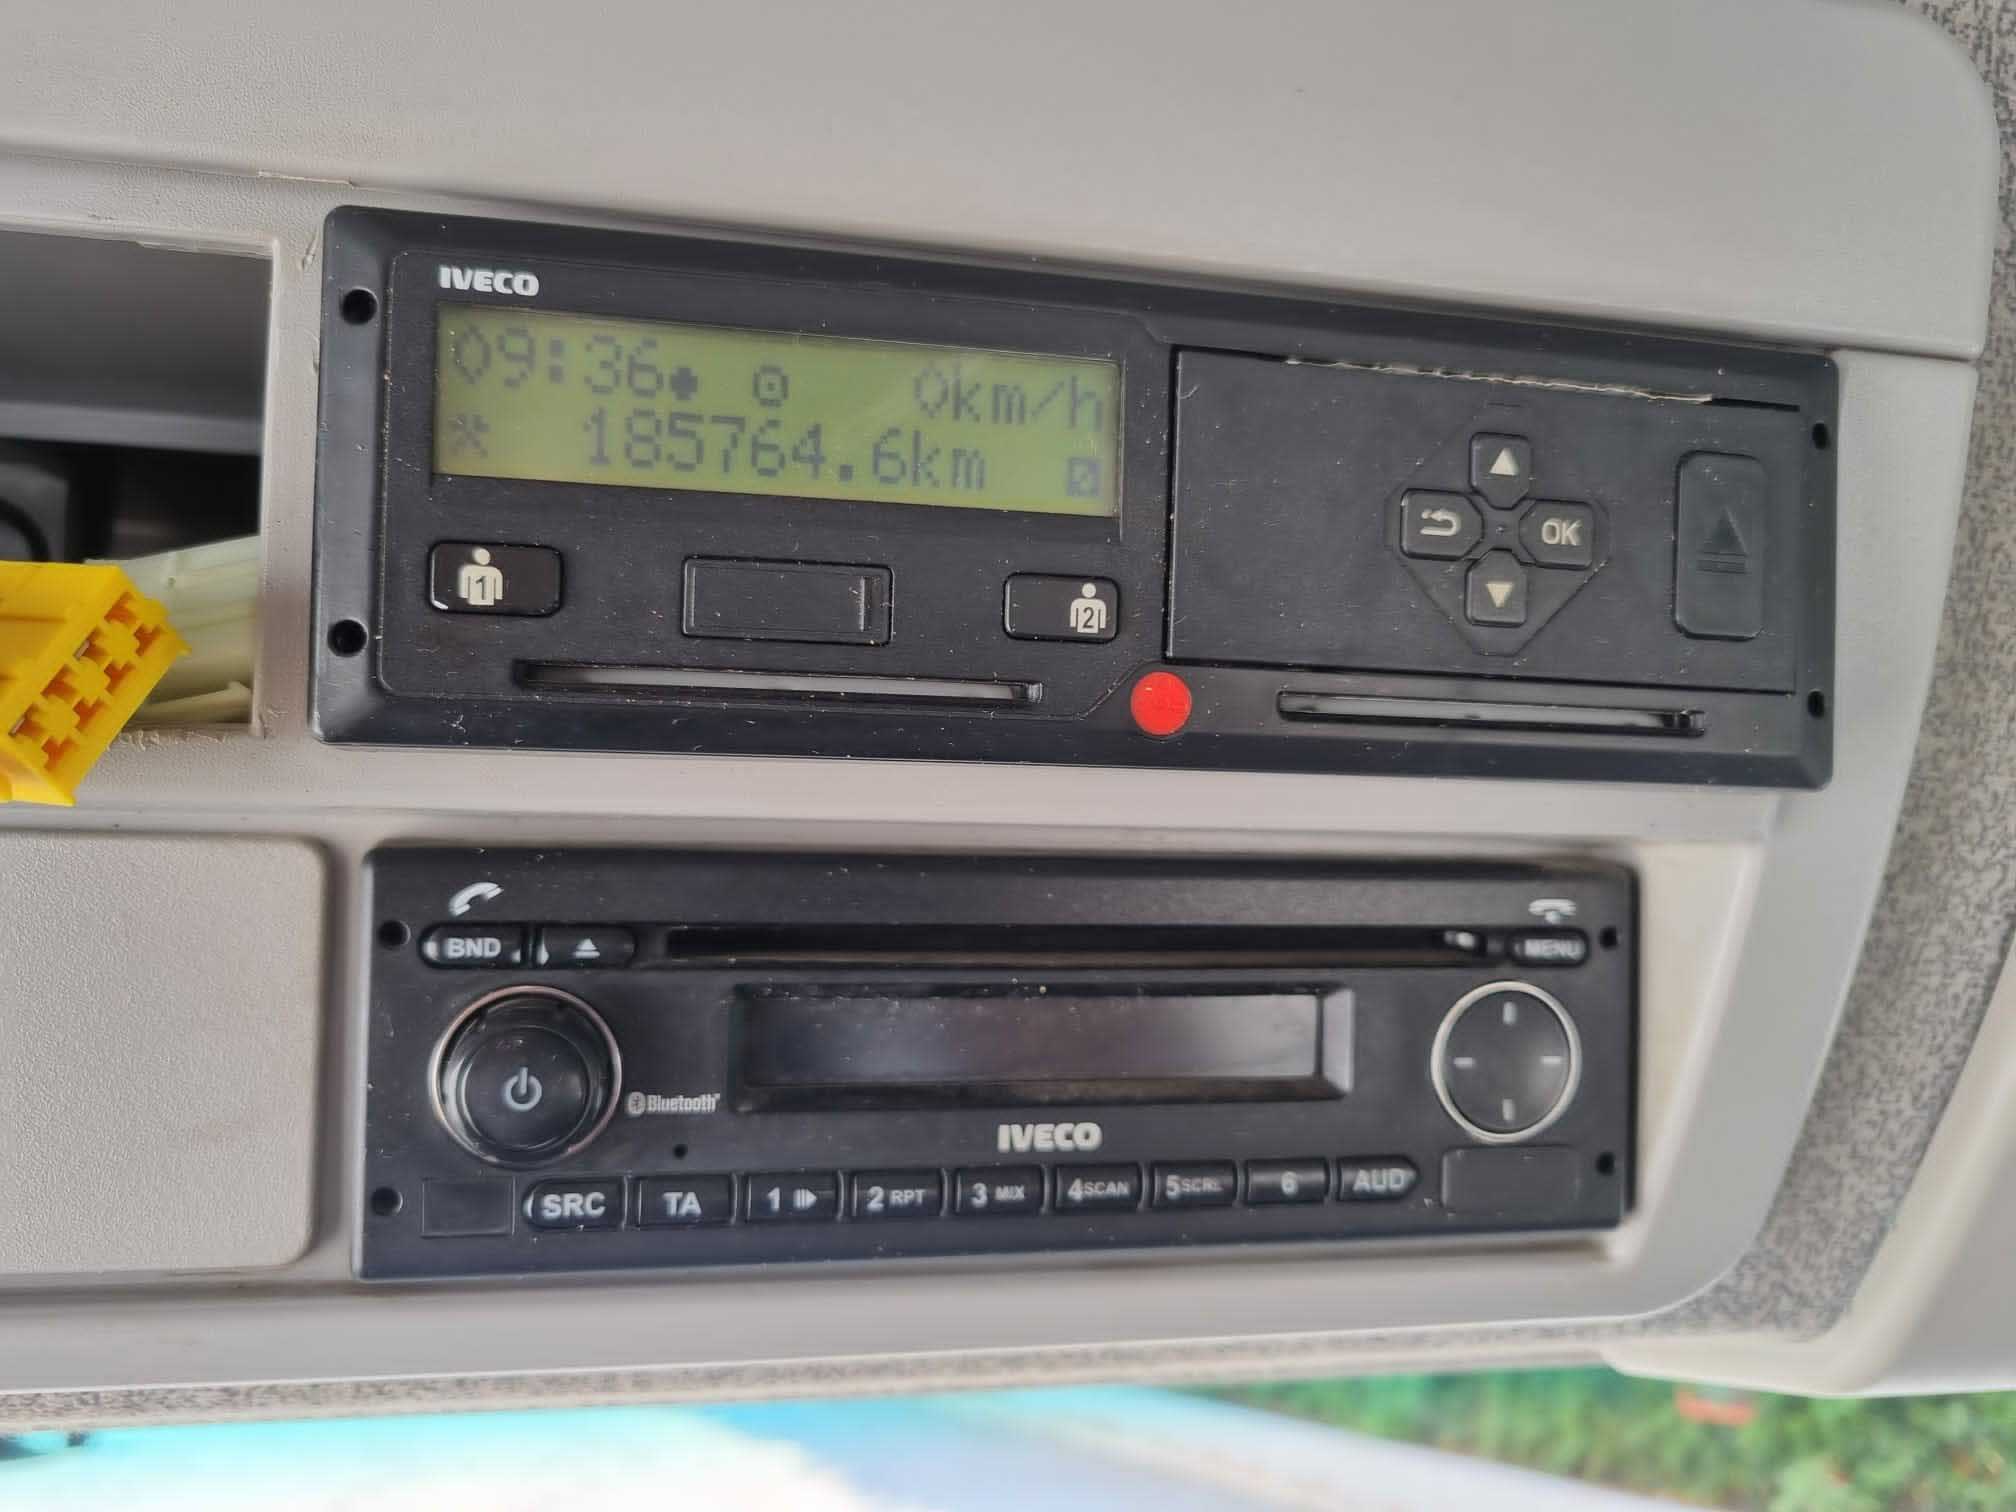 IVECO
09:36 0km/h
185764.6km
1
2
OK
BND
MENU
Bluetooth
IVECO
SRC TA 1 2 RPT 3 MIX 4 SCAN 5 SCRL 6 AUD